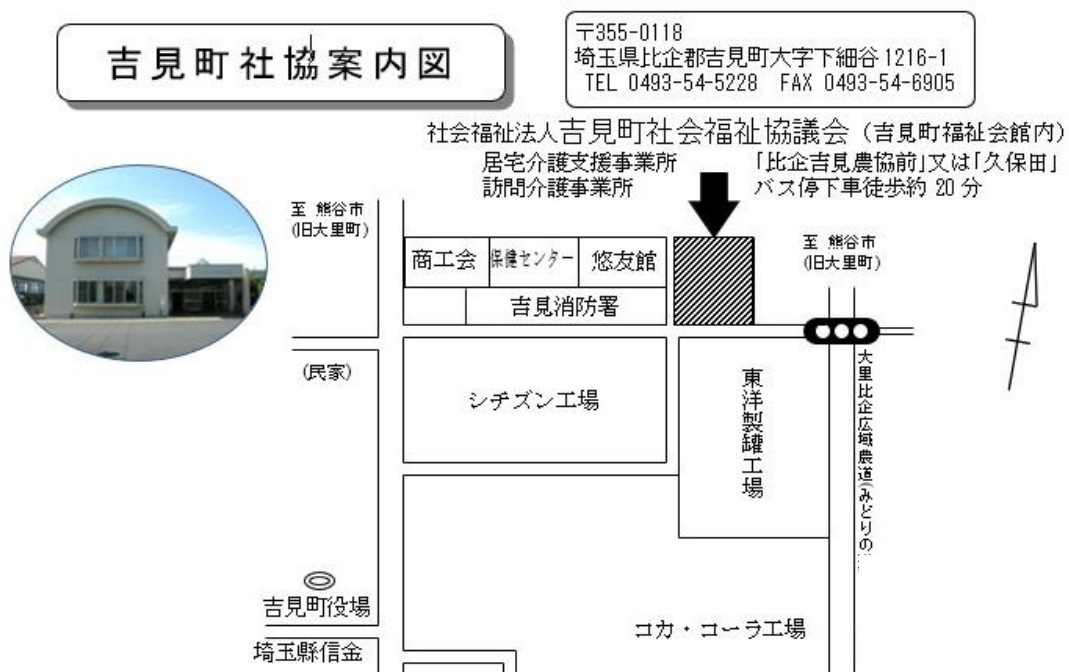 吉見町社協案内図
〒355-0118
埼玉県比企郡吉見町大字下細谷1216-1
TEL 0493-54-5228 FAX 0493-54-6905
社会福祉法人吉見町社会福祉協議会（吉見町福祉会館内）
居宅介護支援事業所
訪問介護事業所
「比企吉見農協前」又は「久保田」
バス停下車徒歩約 20 分
至 熊谷市
(旧大里町)
商工会
保健センター
悠友館
至 熊谷市
(旧大里町)
吉見消防署
(民家)
シチズン工場
東洋製罐工場
大里比企広域農道(みどりの
吉見町役場
コカ・コーラ工場
埼玉縣信金